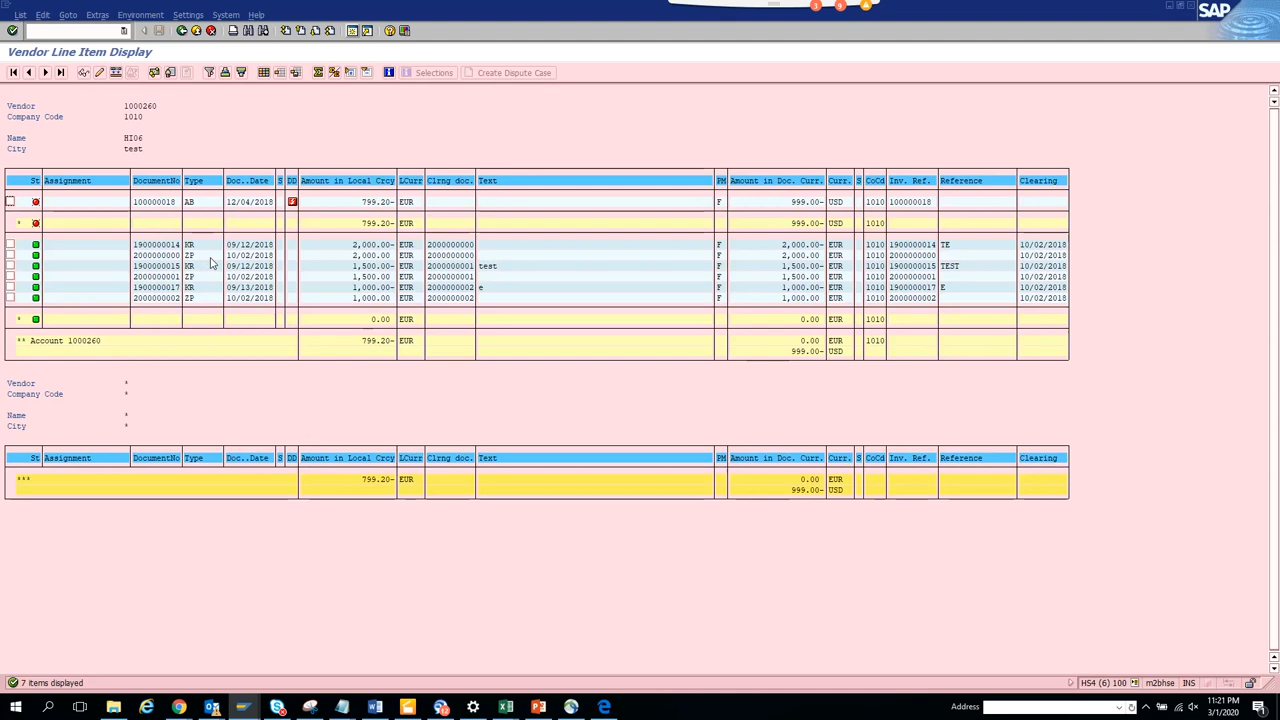 List Edit Goto Extras Environment Settings System Help
3 9
SAP
Vendor Line Item Display
Selections Create Dispute Case
Vendor 1000260
Company Code 1010
Name HI06
City test
St Assignment DocumentNo Type Doc..Date S DD Amount in Local Crcy LCurr Clrng doc. Text PM Amount in Doc. Curr. Curr. S CoCd Inv. Ref. Reference Clearing
100000018 AB 12/04/2018 799.20- EUR F 999.00- USD 1010 100000018
* 799.20- EUR 999.00- USD 1010
1900000014 KR 09/12/2018 2,000.00- EUR 2000000000 F 2,000.00- EUR 1010 1900000014 TE 10/02/2018
2000000000 ZP 10/02/2018 2,000.00 EUR 2000000000 F 2,000.00 EUR 1010 2000000000 10/02/2018
1900000015 KR 09/12/2018 1,500.00- EUR 2000000001 test F 1,500.00- EUR 1010 1900000015 TEST 10/02/2018
2000000001 ZP 10/02/2018 1,500.00 EUR 2000000001 F 1,500.00 EUR 1010 2000000001 10/02/2018
1900000017 KR 09/13/2018 1,000.00- EUR 2000000002 e F 1,000.00- EUR 1010 1900000017 E 10/02/2018
2000000002 ZP 10/02/2018 1,000.00 EUR 2000000002 F 1,000.00 EUR 1010 2000000002 10/02/2018
* 0.00 EUR 0.00 EUR 1010
** Account 1000260 799.20- EUR 0.00 EUR 1010
999.00- USD
Vendor *
Company Code *
Name *
City *
St Assignment DocumentNo Type Doc..Date S DD Amount in Local Crcy LCurr Clrng doc. Text PM Amount in Doc. Curr. Curr. S CoCd Inv. Ref. Reference Clearing
*** 799.20- EUR 0.00 EUR
999.00- USD
7 items displayed HS4 (6) 100 m2bhse INS
Address 11:21 PM
3/1/2020